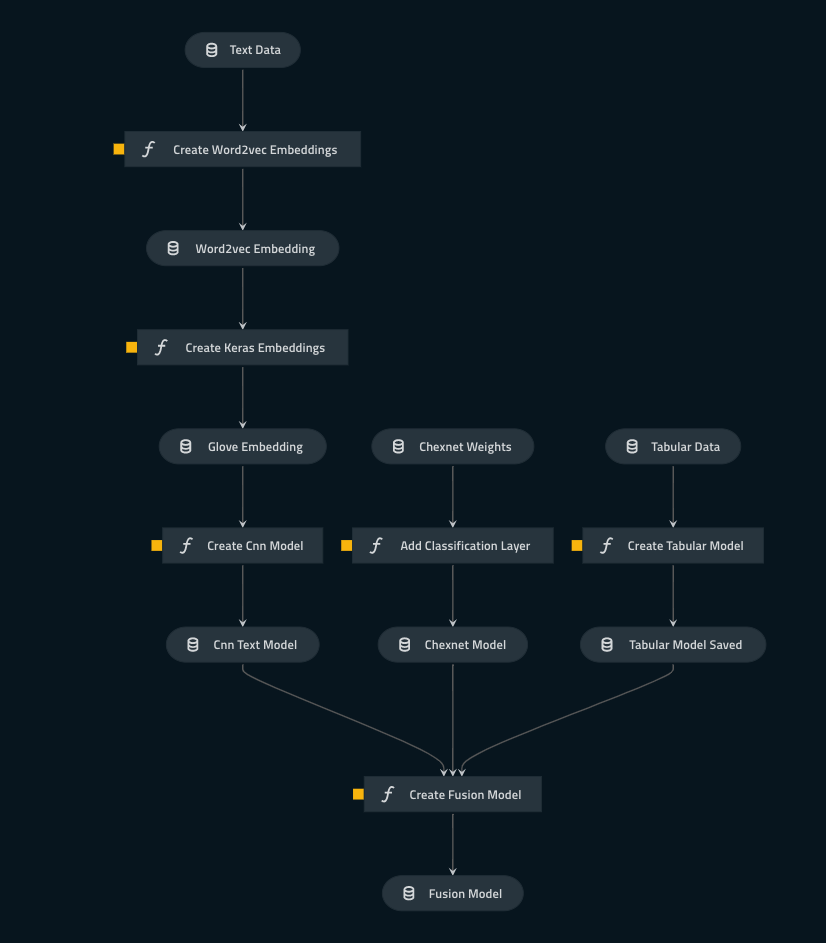 Text Data
Create Word2vec Embeddings
Word2vec Embedding
Create Keras Embeddings
Glove Embedding
Chexnet Weights
Tabular Data
Create Cnn Model
Add Classification Layer
Create Tabular Model
Cnn Text Model
Chexnet Model
Tabular Model Saved
Create Fusion Model
Fusion Model